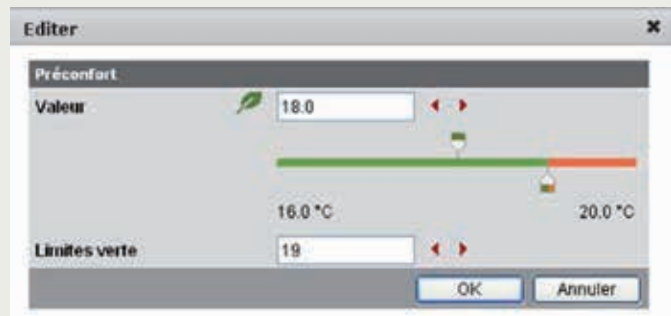 Editer
Préconfort
Valeur 18.0
16.0 °C 20.0 °C
Limites verte 19
OK Annuler